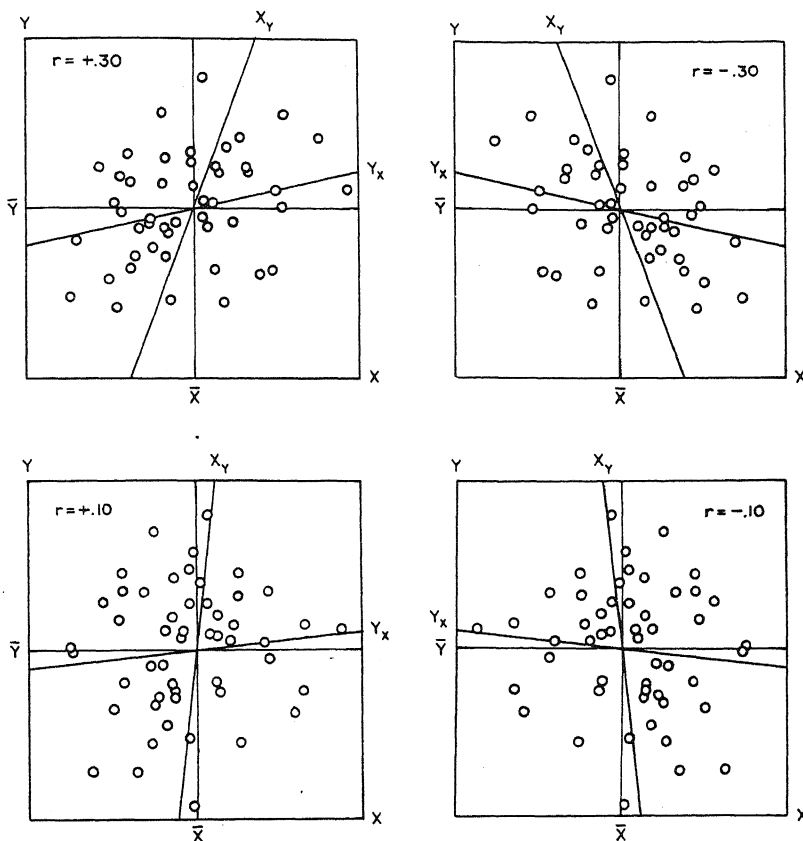 Y
X_Y
r = +.30
Y_X
Ȳ
X
X̄
X_Y
Y
r = -.30
Y_X
Ȳ
X
X̄
Y
X_Y
r = +.10
Y_X
Ȳ
X
X̄
Y
X_Y
r = -.10
Y_X
Ȳ
X
X̄